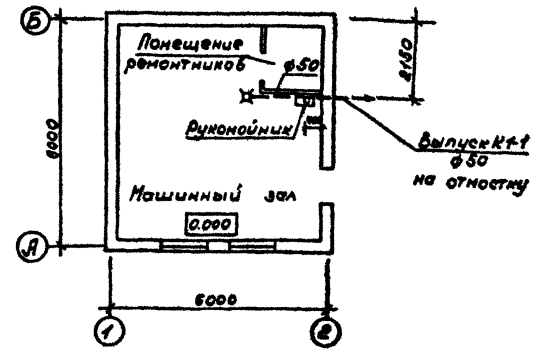 Б
Помещение
ремонтников
ф50
2150
6000
Рукомойник
Выпуск К1-1
ф50
на отмостку
Машинный зал
0.000
А
6000
1
2